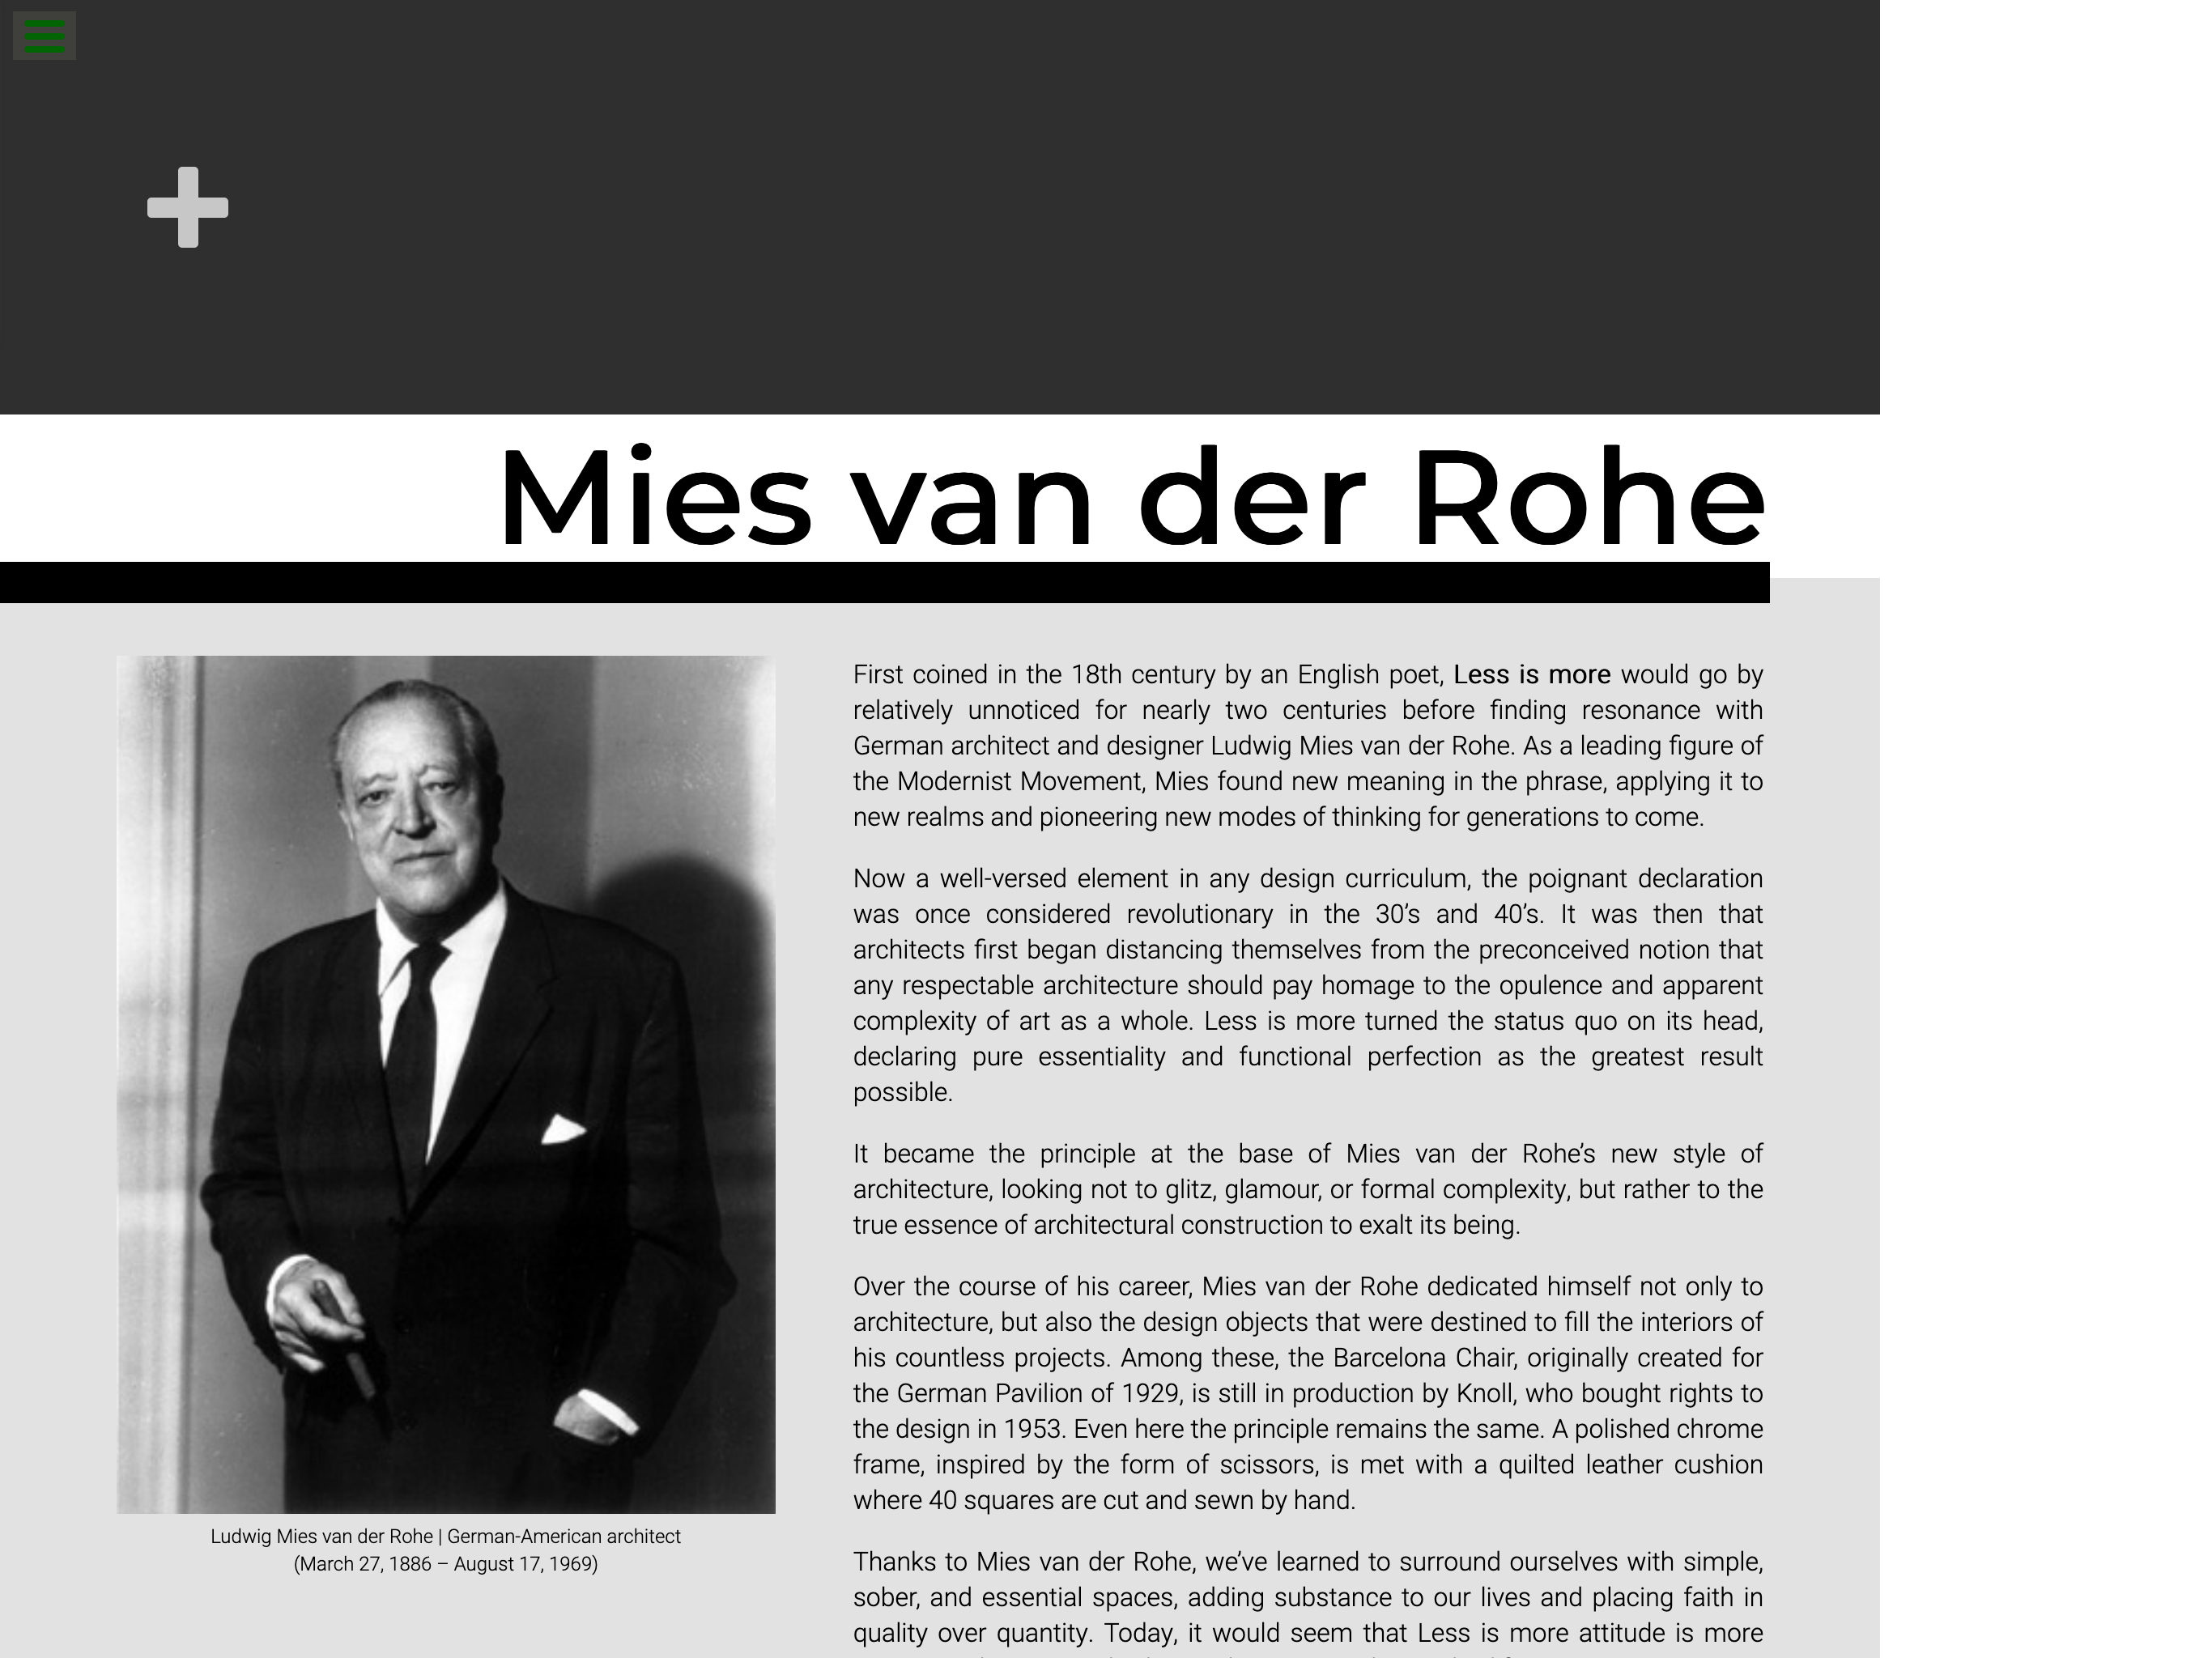 Mies van der Rohe
Ludwig Mies van der Rohe | German-American architect
(March 27, 1886 – August 17, 1969)
First coined in the 18th century by an English poet, Less is more would go by
relatively unnoticed for nearly two centuries before finding resonance with
German architect and designer Ludwig Mies van der Rohe. As a leading figure of
the Modernist Movement, Mies found new meaning in the phrase, applying it to
new realms and pioneering new modes of thinking for generations to come.
Now a well-versed element in any design curriculum, the poignant declaration
was once considered revolutionary in the 30’s and 40’s. It was then that
architects first began distancing themselves from the preconceived notion that
any respectable architecture should pay homage to the opulence and apparent
complexity of art as a whole. Less is more turned the status quo on its head,
declaring pure essentiality and functional perfection as the greatest result
possible.
It became the principle at the base of Mies van der Rohe’s new style of
architecture, looking not to glitz, glamour, or formal complexity, but rather to the
true essence of architectural construction to exalt its being.
Over the course of his career, Mies van der Rohe dedicated himself not only to
architecture, but also the design objects that were destined to fill the interiors of
his countless projects. Among these, the Barcelona Chair, originally created for
the German Pavilion of 1929, is still in production by Knoll, who bought rights to
the design in 1953. Even here the principle remains the same. A polished chrome
frame, inspired by the form of scissors, is met with a quilted leather cushion
where 40 squares are cut and sewn by hand.
Thanks to Mies van der Rohe, we’ve learned to surround ourselves with simple,
sober, and essential spaces, adding substance to our lives and placing faith in
quality over quantity. Today, it would seem that Less is more attitude is more